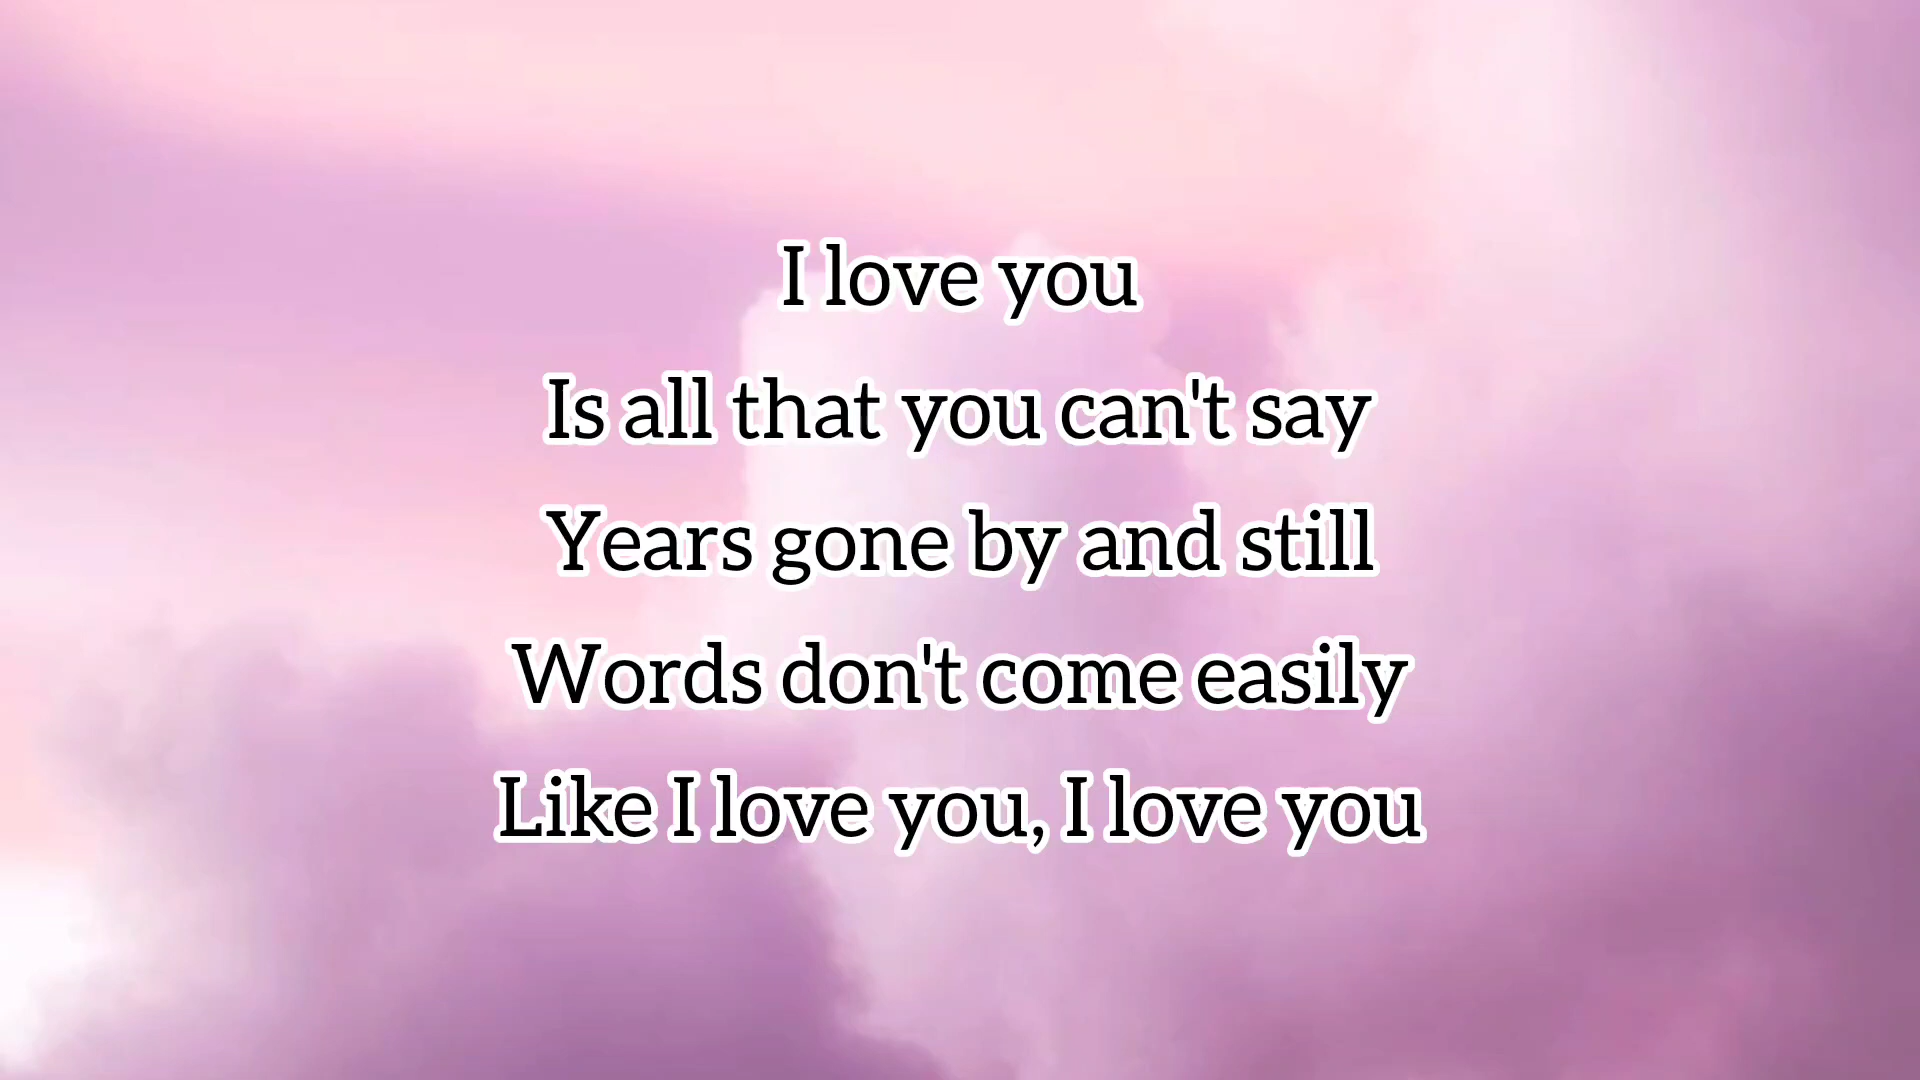 I love you
Is all that you can't say
Years gone by and still
Words don't come easily
Like I love you, I love you